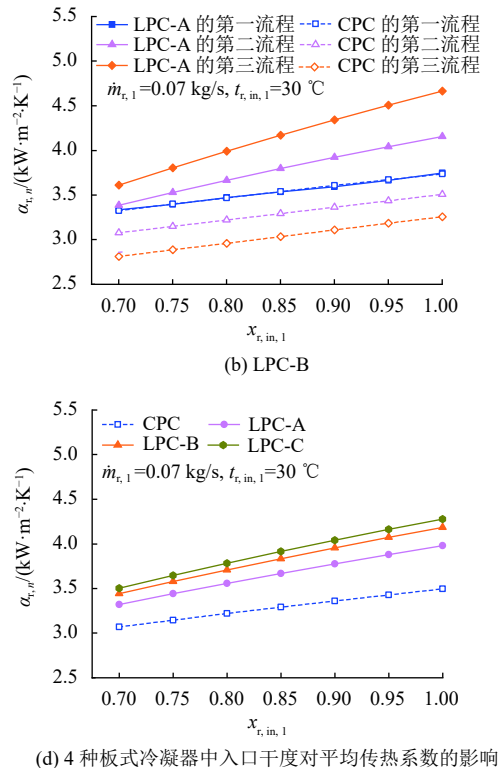 LPC-A 的第一流程 CPC 的第一流程
LPC-A 的第二流程 CPC 的第二流程
LPC-A 的第三流程 CPC 的第三流程
ṁr, 1=0.07 kg/s, tr, in, 1=30 ℃
αr, n/(kW·m−2·K−1)
5.5
5.0
4.5
4.0
3.5
3.0
2.5
0.70 0.75 0.80 0.85 0.90 0.95 1.00
xr, in, 1
(b) LPC-B
CPC LPC-A
LPC-B LPC-C
ṁr, 1=0.07 kg/s, tr, in, 1=30 ℃
αr, n/(kW·m−2·K−1)
5.5
5.0
4.5
4.0
3.5
3.0
2.5
0.70 0.75 0.80 0.85 0.90 0.95 1.00
xr, in, 1
(d) 4 种板式冷凝器中入口干度对平均传热系数的影响